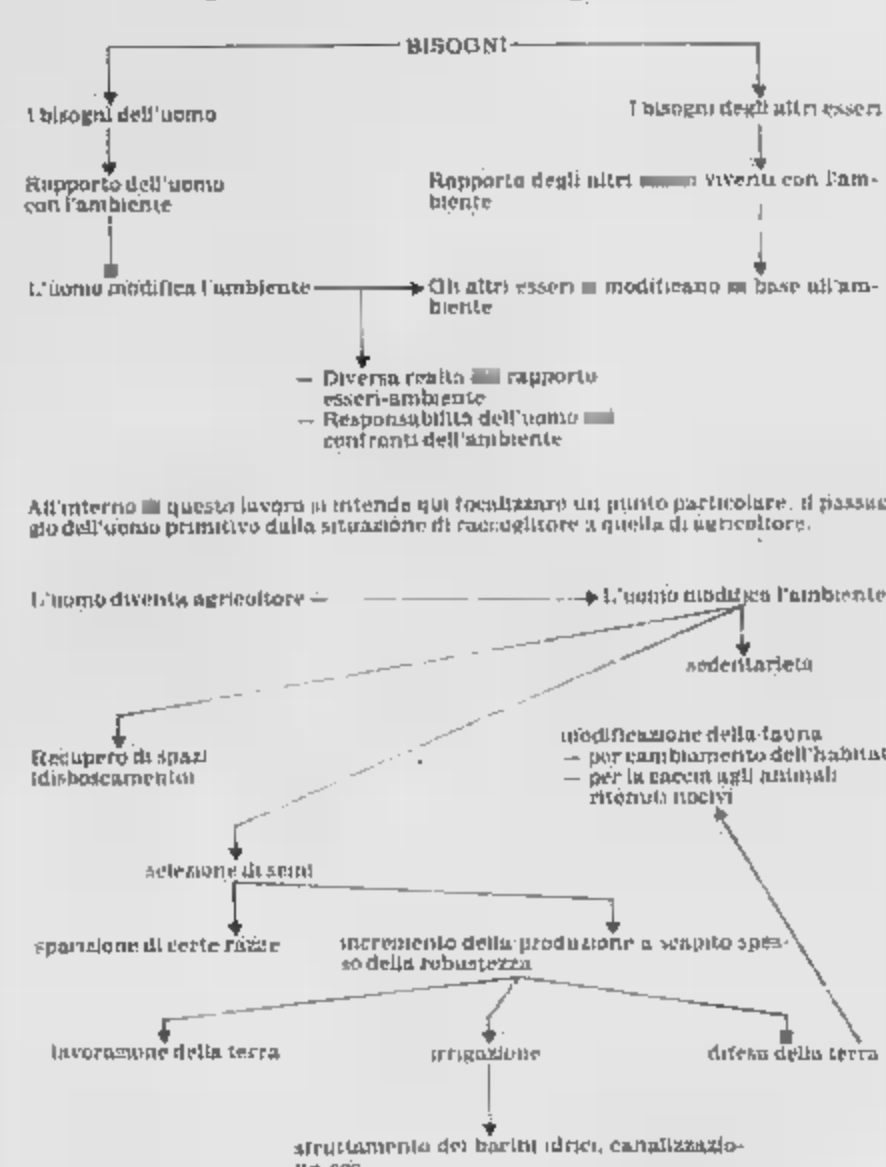 BISOGNI
I bisogni dell'uomo
I bisogni degli altri esseri
Rapporto dell'uomo
con l'ambiente
Rapporto degli altri viventi con l'am-
biente
L'uomo modifica l'ambiente
Gli altri esseri modificano base all'am-
biente
— Diversa realtà rapporto
esseri-ambiente
— Responsabilità dell'uomo
confronti dell'ambiente
All'interno questo lavoro si intende qui focalizzare un punto particolare, il passag
gio dell'uomo primitivo dalla situazione di raccoglitore a quella di agricoltore.
L'uomo diventa agricoltore
L'uomo modifica l'ambiente
sedentarietà
Recupero di spazi
(disboscamento)
modificazione della fauna
— per cambiamento dell'habitat
— per la caccia agli animali
ritenuti nocivi
selezione di semi
sparizione di certe razze
incremento della produzione a scapito spes-
so della robustezza
lavorazione della terra
irrigazione
difesa della terra
sfruttamento dei bacini idrici, canalizzazio-